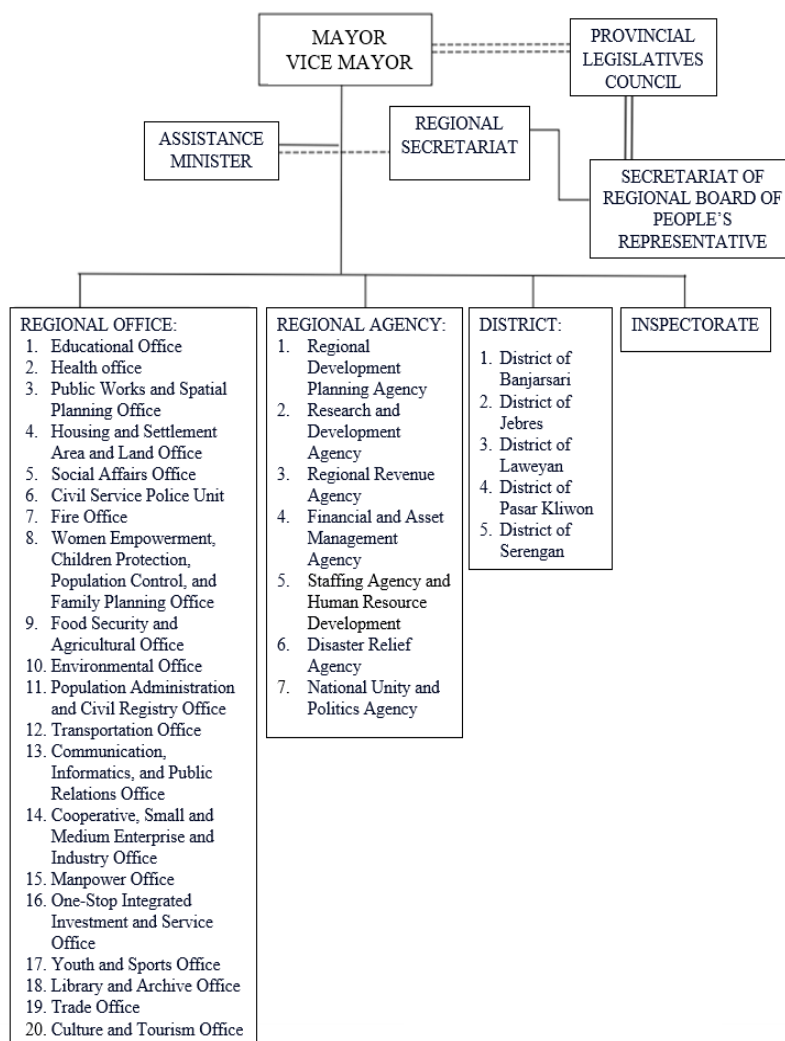 MAYOR
VICE MAYOR
PROVINCIAL
LEGISLATIVES
COUNCIL
ASSISTANCE
MINISTER
REGIONAL
SECRETARIAT
SECRETARIAT OF
REGIONAL BOARD OF
PEOPLE'S
REPRESENTATIVE
REGIONAL OFFICE:
1. Educational Office
2. Health office
3. Public Works and Spatial
Planning Office
4. Housing and Settlement
Area and Land Office
5. Social Affairs Office
6. Civil Service Police Unit
7. Fire Office
8. Women Empowerment,
Children Protection,
Population Control, and
Family Planning Office
9. Food Security and
Agricultural Office
10. Environmental Office
11. Population Administration
and Civil Registry Office
12. Transportation Office
13. Communication,
Informatics, and Public
Relations Office
14. Cooperative, Small and
Medium Enterprise and
Industry Office
15. Manpower Office
16. One-Stop Integrated
Investment and Service
Office
17. Youth and Sports Office
18. Library and Archive Office
19. Trade Office
20. Culture and Tourism Office
REGIONAL AGENCY:
1. Regional
Development
Planning Agency
2. Research and
Development
Agency
3. Regional Revenue
Agency
4. Financial and Asset
Management
Agency
5. Staffing Agency and
Human Resource
Development
6. Disaster Relief
Agency
7. National Unity and
Politics Agency
DISTRICT:
1. District of
Banjarsari
2. District of
Jebres
3. District of
Laweyan
4. District of
Pasar Kliwon
5. District of
Serengan
INSPECTORATE